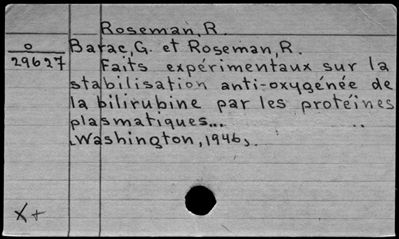 Roseman, R.
o
29627
Barac, G. et Roseman, R.
Faits expérimentaux sur la
stabilisation anti-oxygénée de
la bilirubine par les protéines
plasmatiques...
[Washington, 1946].
X+